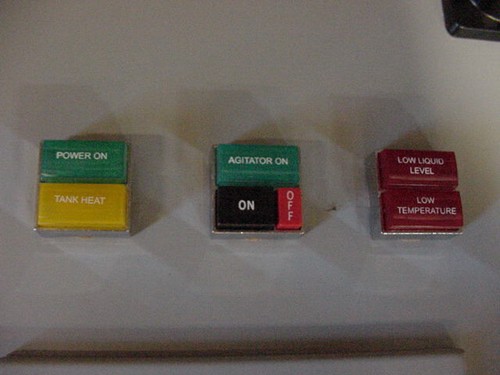 POWER ON
TANK HEAT
AGITATOR ON
ON
OFF
LOW LIQUID
LEVEL
LOW
TEMPERATURE